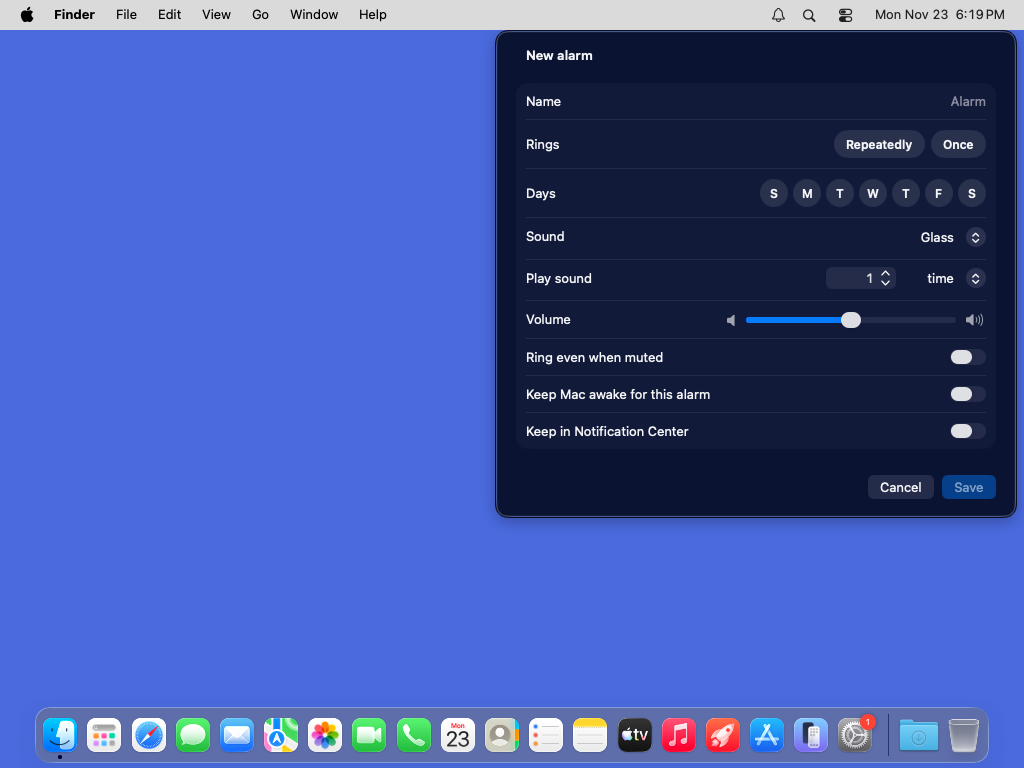 Finder File Edit View Go Window Help Mon Nov 23 6:19 PM
New alarm
Name Alarm
Rings Repeatedly Once
Days S M T W T F S
Sound Glass
Play sound 1 time
Volume
Ring even when muted
Keep Mac awake for this alarm
Keep in Notification Center
Cancel Save
Mon
23
tv
1